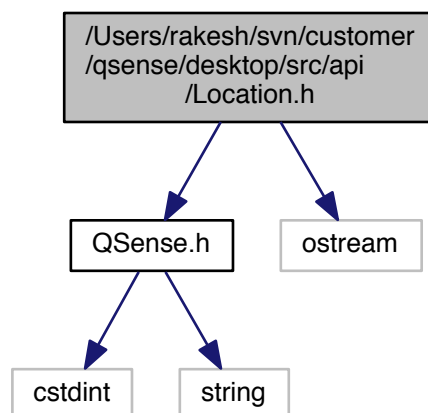 /Users/rakesh/svn/customer
/qsense/desktop/src/api
/Location.h
QSense.h
ostream
cstdint
string